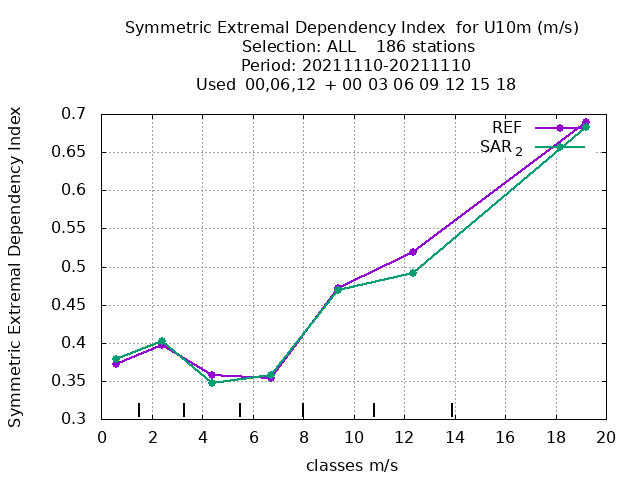 Symmetric Extremal Dependency Index  for U10m (m/s)
Selection: ALL    186 stations
Period: 20211110-20211110
Used  00,06,12  + 00 03 06 09 12 15 18
Symmetric Extremal Dependency Index
0.7
0.65
0.6
0.55
0.5
0.45
0.4
0.35
0.3
REF
SAR 2
0 2 4 6 8 10 12 14 16 18 20
classes m/s